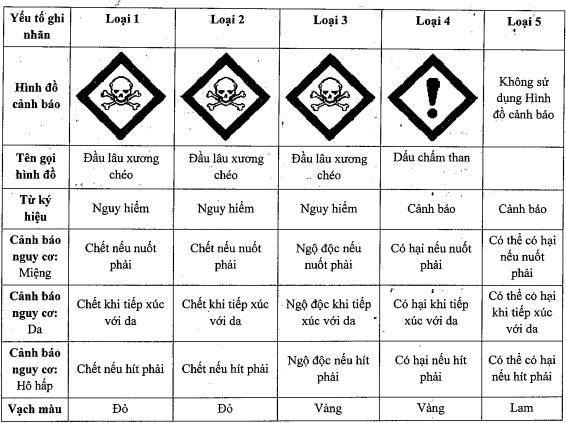 Yếu tố ghi nhãn	Loại 1	Loại 2	Loại 3	Loại 4	Loại 5
Hình đồ cảnh báo	Không sử dụng Hình đồ cảnh báo
Tên gọi hình đồ	Đầu lâu xương chéo	Đầu lâu xương chéo	Đầu lâu xương chéo	Dấu chấm than
Từ ký hiệu	Nguy hiểm	Nguy hiểm	Nguy hiểm	Cảnh báo	Cảnh báo
Cảnh báo nguy cơ: Miệng	Chết nếu nuốt phải	Chết nếu nuốt phải	Ngộ độc nếu nuốt phải	Có hại nếu nuốt phải	Có thể có hại nếu nuốt phải
Cảnh báo nguy cơ: Da	Chết khi tiếp xúc với da	Chết khi tiếp xúc với da	Ngộ độc khi tiếp xúc với da	Có hại khi tiếp xúc với da	Có thể có hại khi tiếp xúc với da
Cảnh báo nguy cơ: Hô hấp	Chết nếu hít phải	Chết nếu hít phải	Ngộ độc nếu hít phải	Có hại nếu hít phải	Có thể có hại nếu hít phải
Vạch màu	Đỏ	Đỏ	Vàng	Vàng	Lam